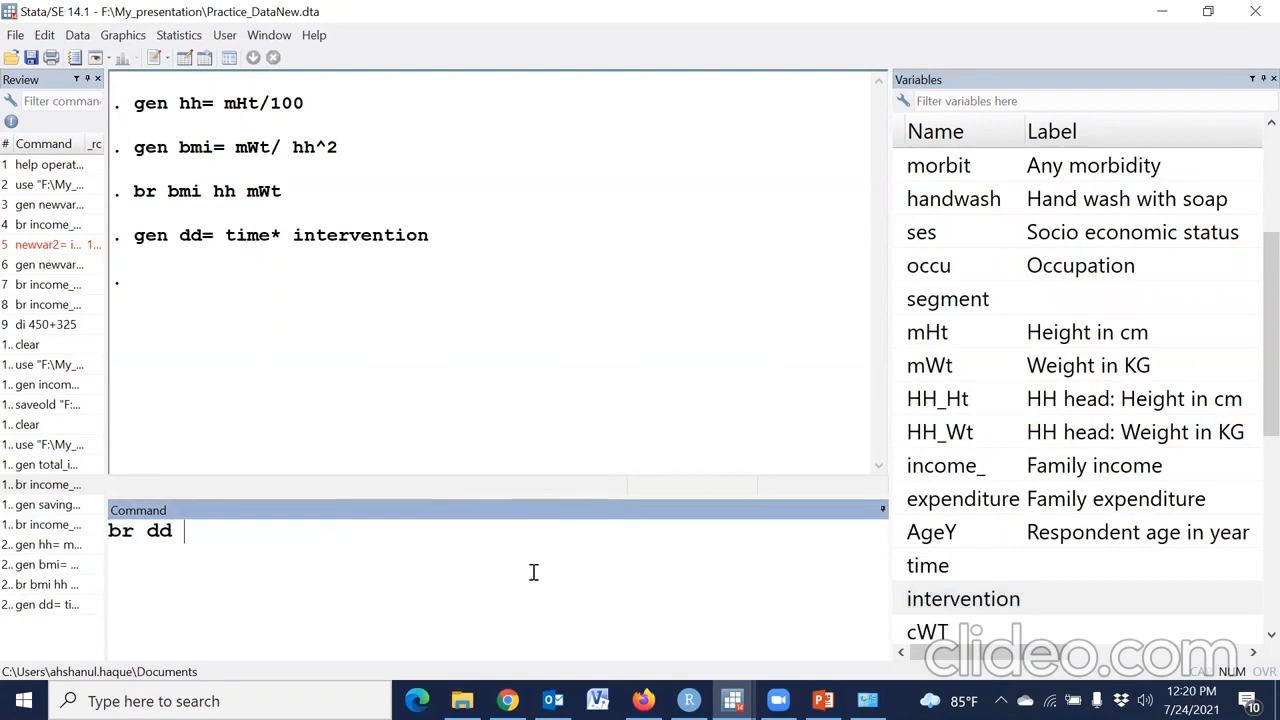 Stata/SE 14.1 - F:\My_presentation\Practice_DataNew.dta
File Edit Data Graphics Statistics User Window Help
Review
Filter comman
# Command _rc
1 help operat...
2 use "F:\My_...
3 gen newvar...
4 br income_...
5 newvar2= i... 1...
6 gen newvar...
7 br income_...
8 br income_...
9 di 450+325
1.. clear
1.. use "F:\My_...
1.. gen incom...
1.. saveold "F:...
1.. clear
1.. use "F:\My_...
1.. gen total_i...
1.. br income_...
1.. gen saving...
1.. br income_...
2.. gen hh= m...
2.. gen bmi= ...
2.. br bmi hh ...
2.. gen dd= ti...
. gen hh= mHt/100
. gen bmi= mWt/ hh^2
. br bmi hh mWt
. gen dd= time* intervention
.
Command
br dd
Variables
Filter variables here
Name Label
morbit Any morbidity
handwash Hand wash with soap
ses Socio economic status
occu Occupation
segment
mHt Height in cm
mWt Weight in KG
HH_Ht HH head: Height in cm
HH_Wt HH head: Weight in KG
income_ Family income
expenditure Family expenditure
AgeY Respondent age in year
time
intervention
cWT
clideo.com
C:\Users\ahshanul.haque\Documents
NUM OVR
Type here to search
85°F
12:20 PM
7/24/2021
10